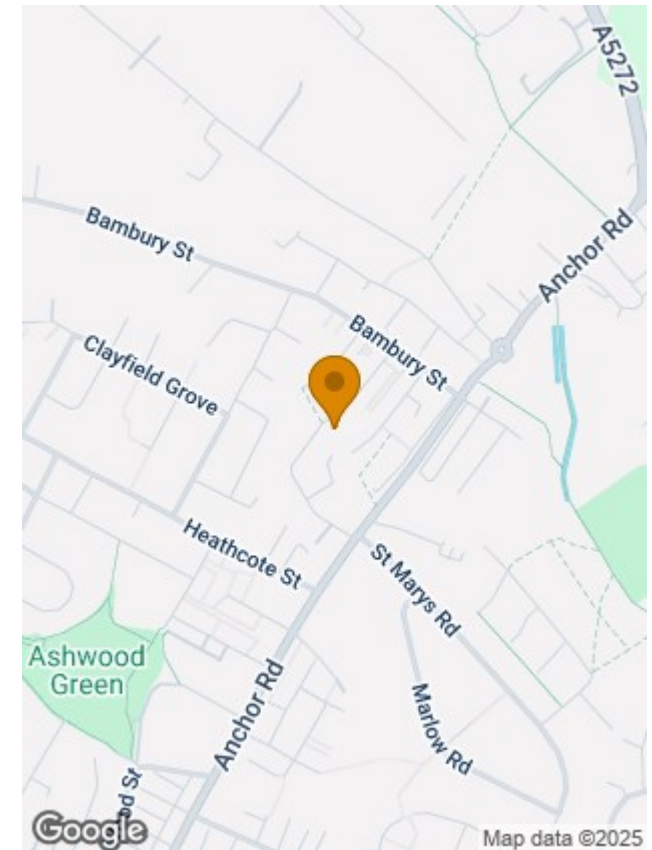 A5272
Bambury St
Anchor Rd
Bambury St
Clayfield Grove
Heathcote St
St Marys Rd
Ashwood
Green
Anchor Rd
Marlow Rd
St
Google
Map data ©2025